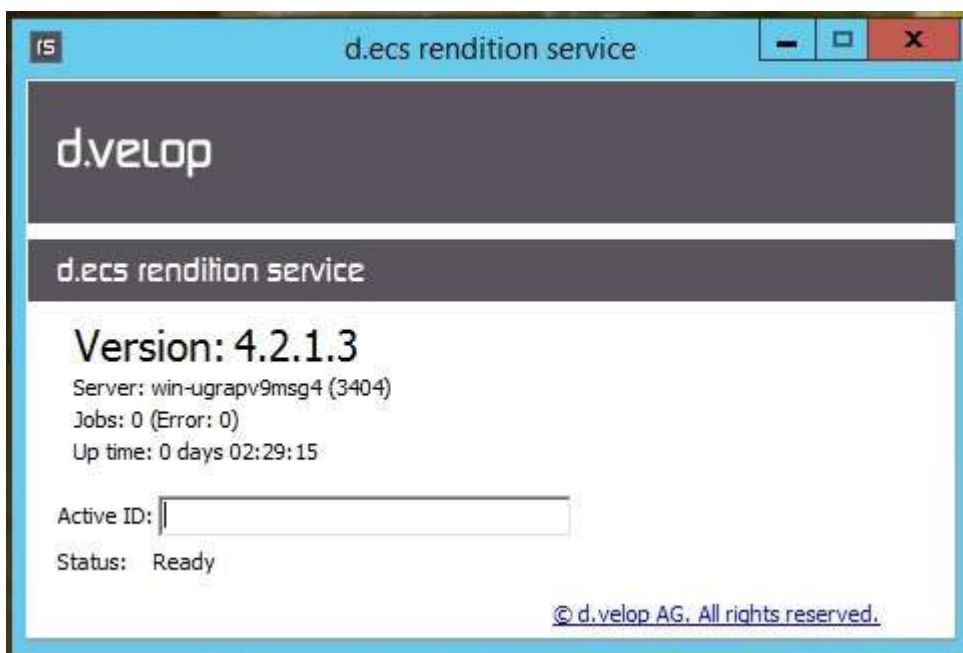 rs
d.ecs rendition service
d.velop
d.ecs rendition service
Version: 4.2.1.3
Server: win-ugrapv9msg4 (3404)
Jobs: 0 (Error: 0)
Up time: 0 days 02:29:15
Active ID:
Status: Ready
© d.velop AG. All rights reserved.